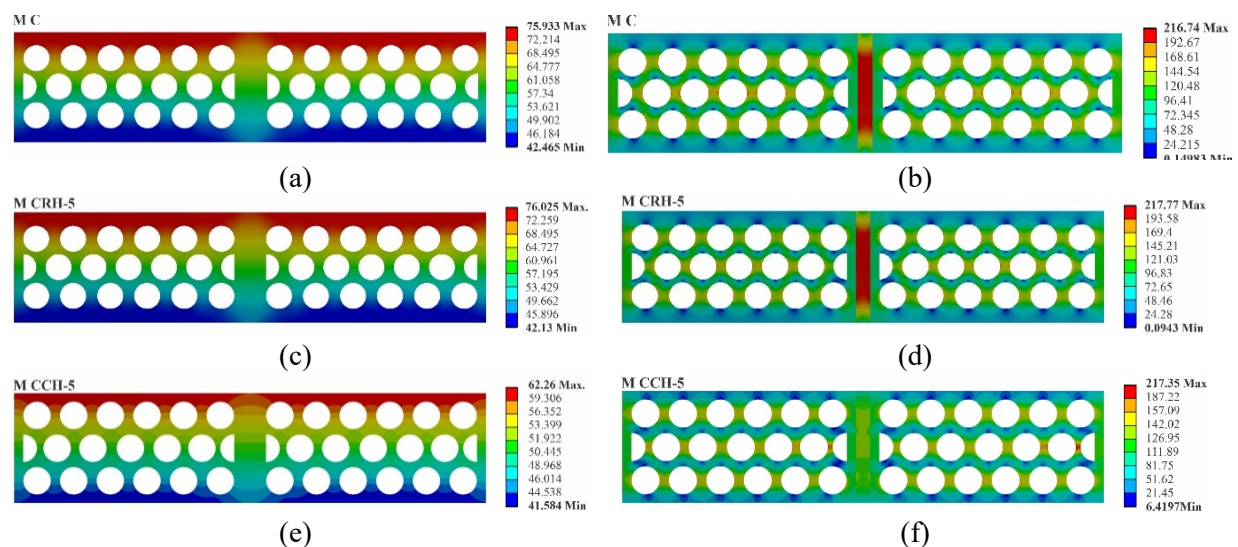 M C
75.933 Max
72.214
68.495
64.777
61.058
57.34
53.621
49.902
46.184
42.465 Min
(a)
M C
216.74 Max
192.67
168.61
144.54
120.48
96.41
72.345
48.28
24.215
0.14983 Min
(b)
M CRH-5
76.025 Max.
72.259
68.495
64.727
60.961
57.195
53.429
49.662
45.896
42.13 Min
(c)
M CRH-5
217.77 Max
193.58
169.4
145.21
121.03
96.83
72.65
48.46
24.28
0.0943 Min
(d)
M CCH-5
62.26 Max.
59.306
56.352
53.399
51.922
50.445
48.968
46.014
44.538
41.584 Min
(e)
M CCH-5
217.35 Max
187.22
157.09
142.02
126.95
111.89
81.75
51.62
21.45
6.4197Min
(f)